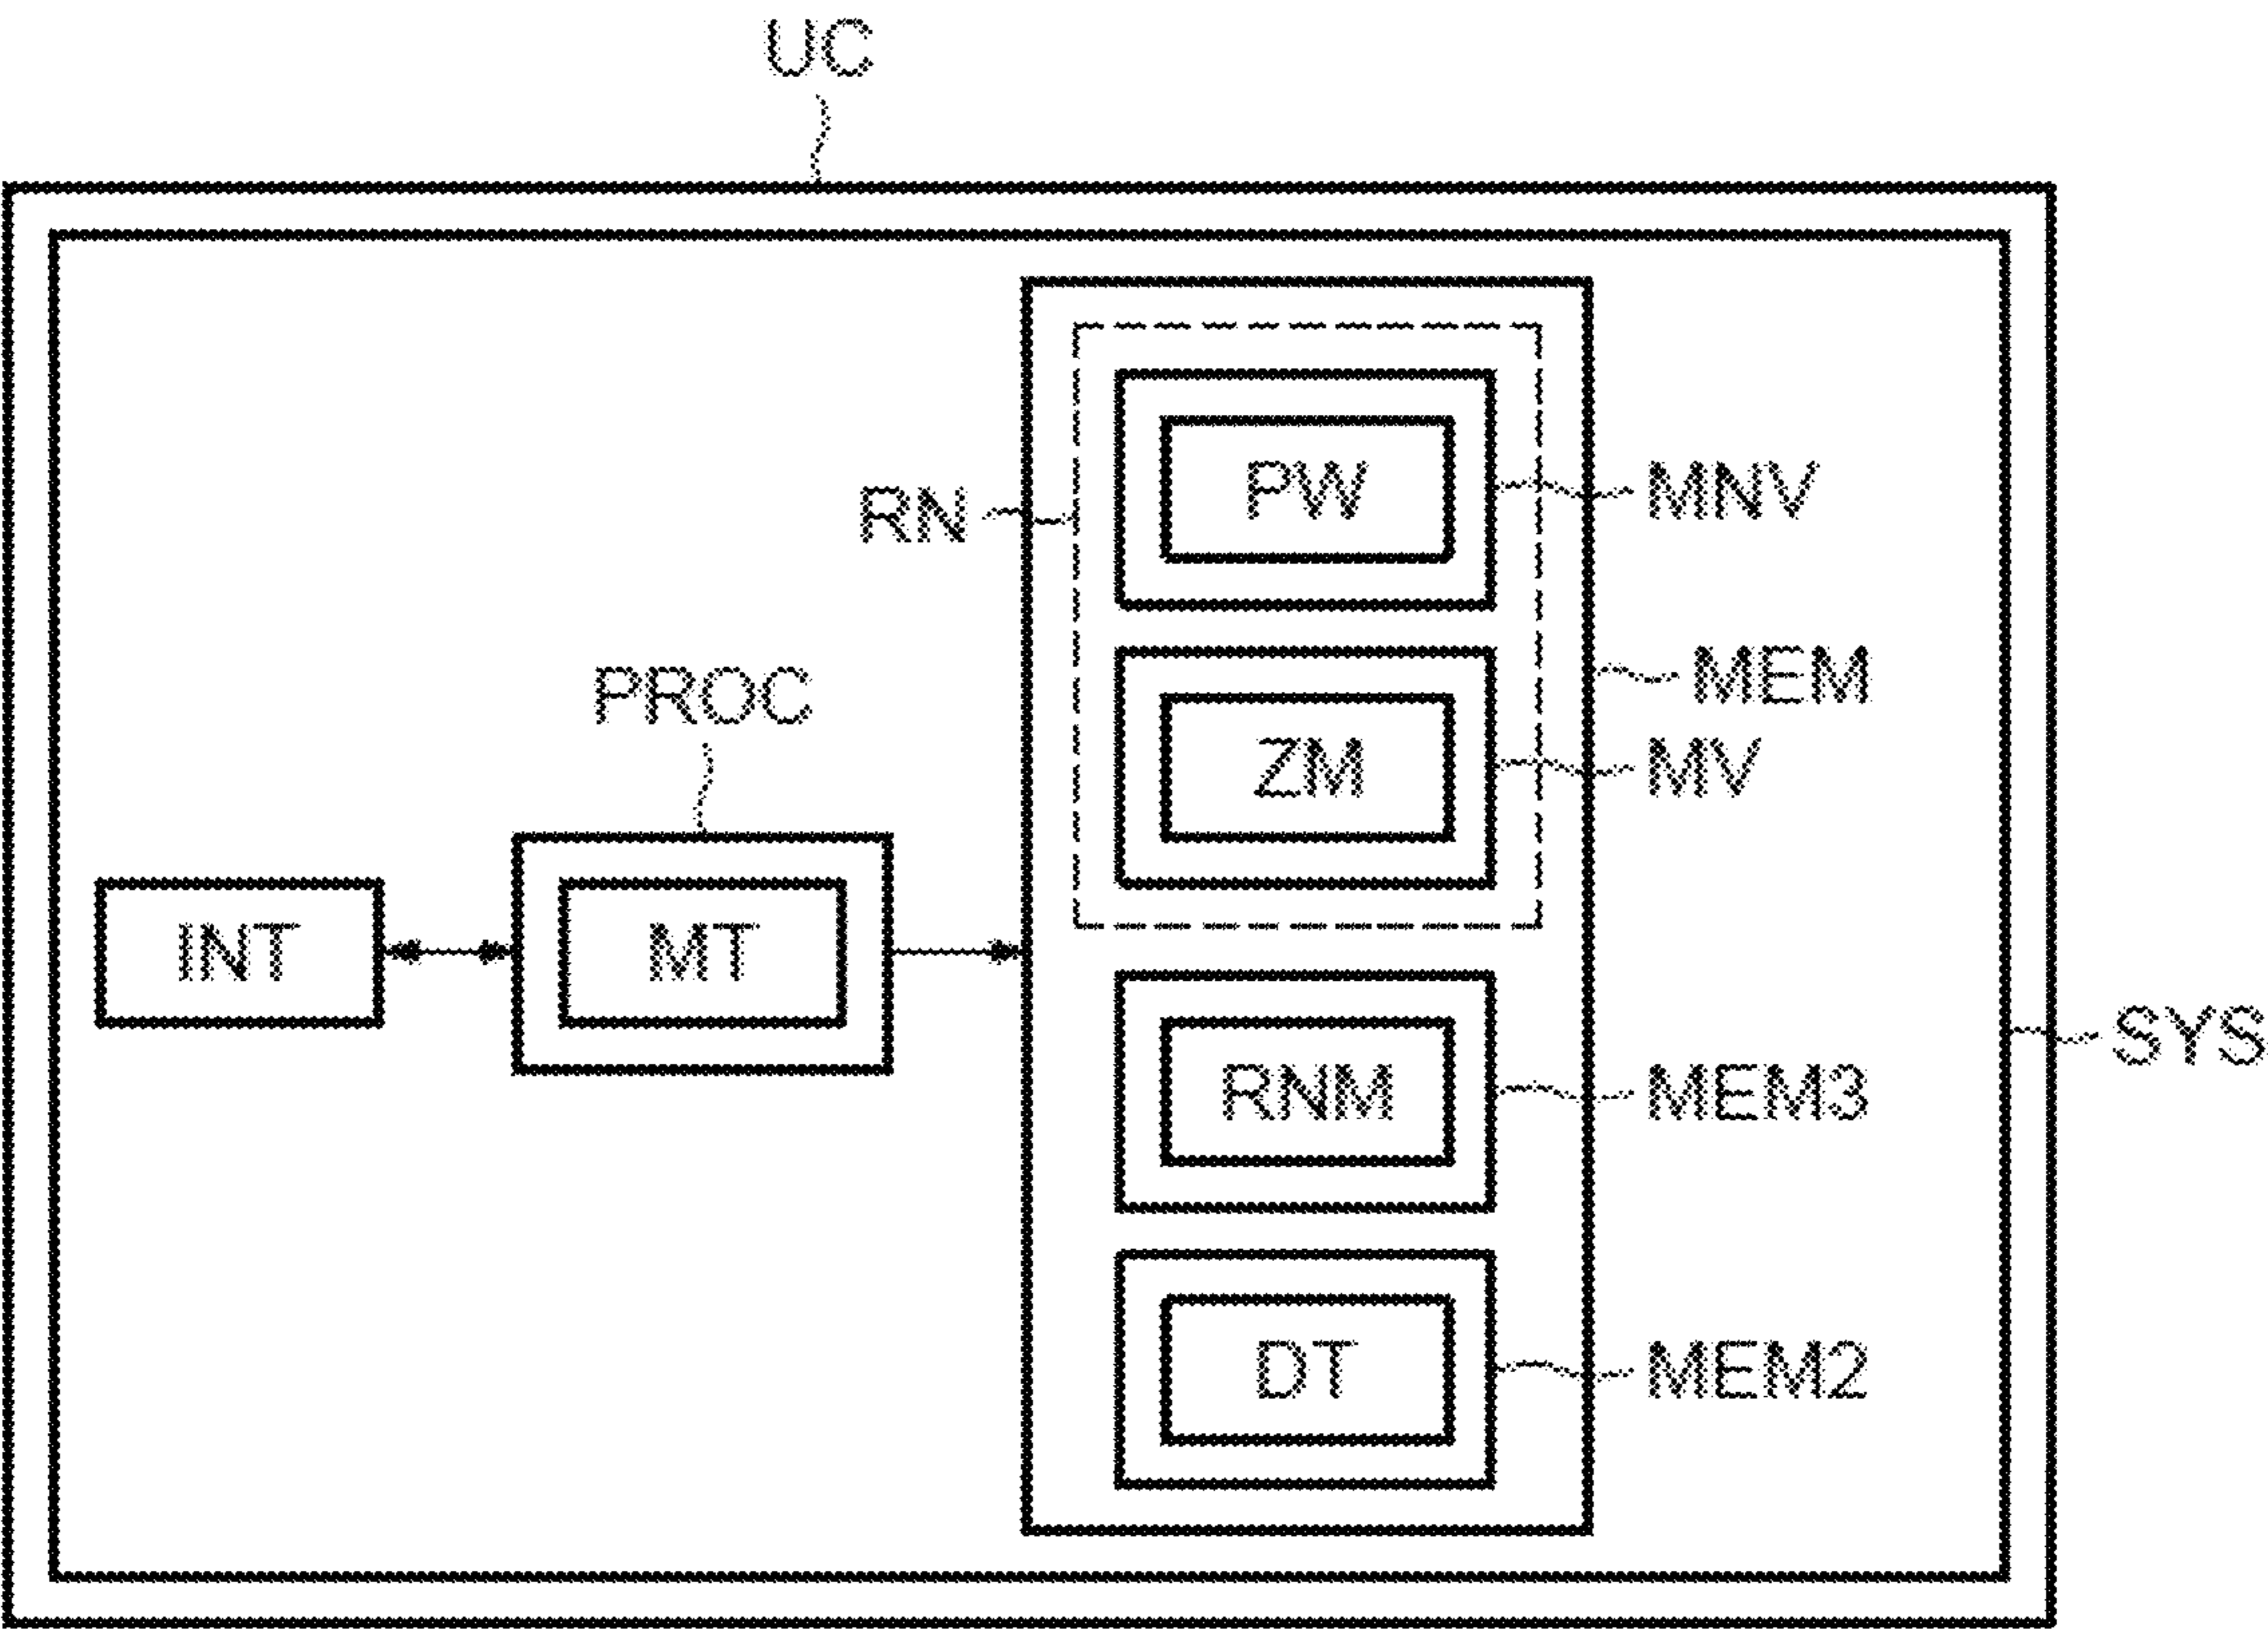 UC
PW
MNV
RN
MEM
PROC
ZM
MV
INT
MT
SYS
RNM
MEM3
DT
MEM2